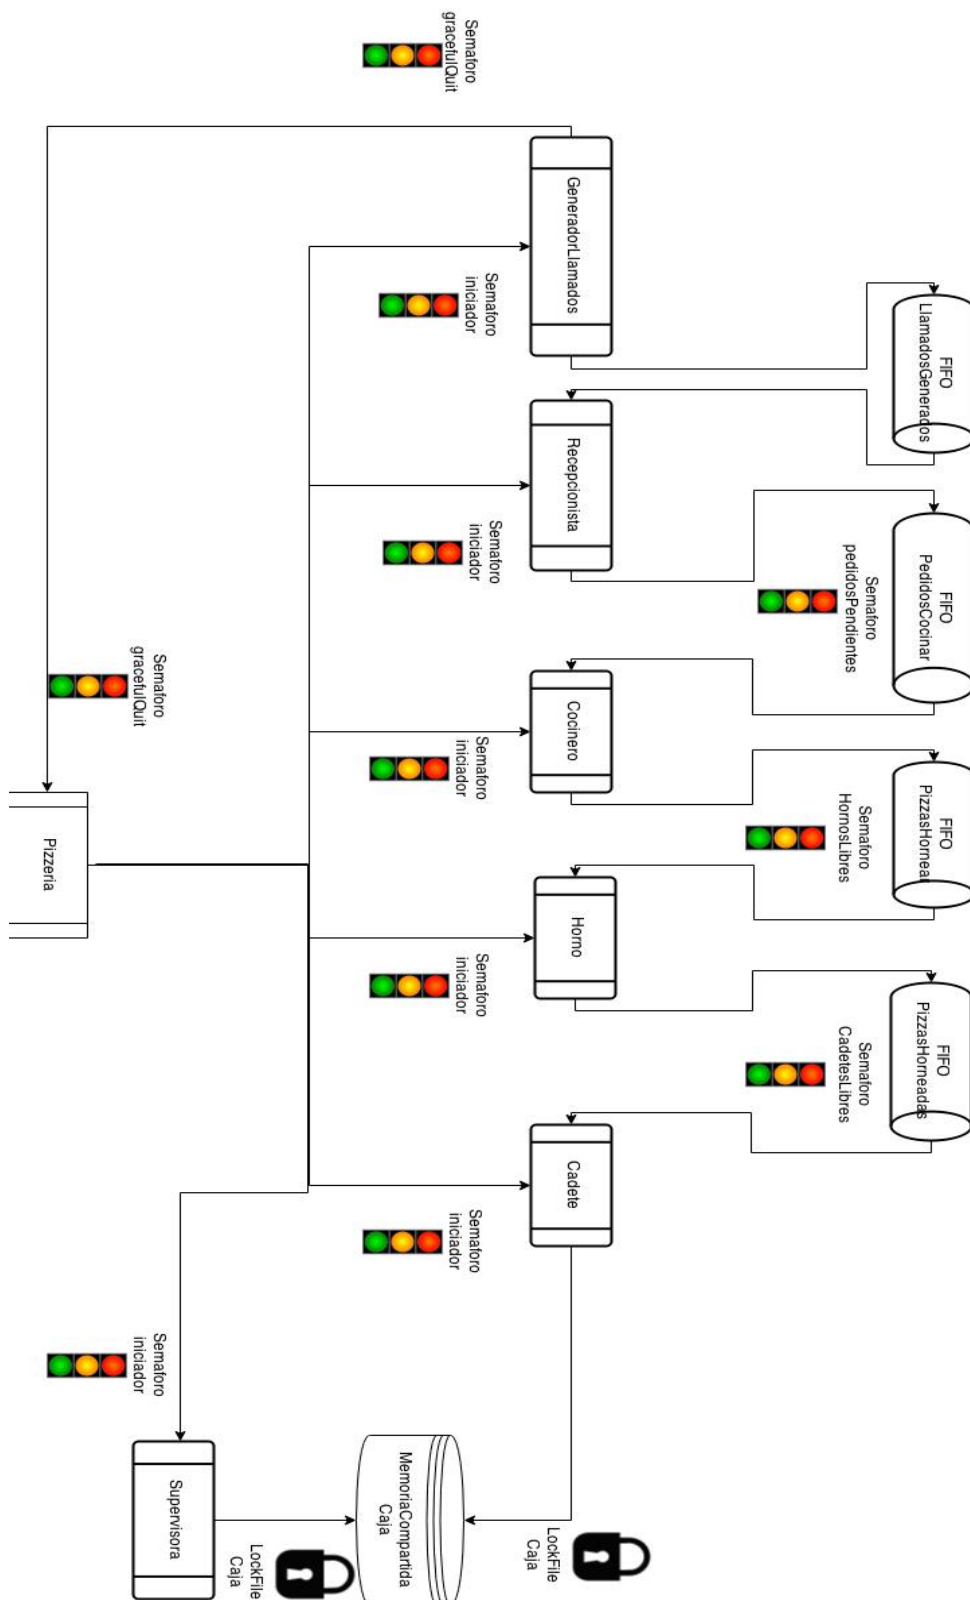 FIFO
LlamadosGenerados
FIFO
PedidosCocinar
FIFO
PizzasHornear
FIFO
PizzasHorneadas
Semaforo
pedidosPendientes
Semaforo
HornosLibres
Semaforo
CadetesLibres
GeneradorLlamados
Recepcionista
Cocinero
Horno
Cadete
LockFile
Caja
Semaforo
gracefulQuit
Semaforo
iniciador
Semaforo
iniciador
Semaforo
iniciador
Semaforo
iniciador
Semaforo
iniciador
MemoriaCompartida
Caja
LockFile
Caja
Semaforo
gracefulQuit
Semaforo
iniciador
Supervisora
Pizzeria